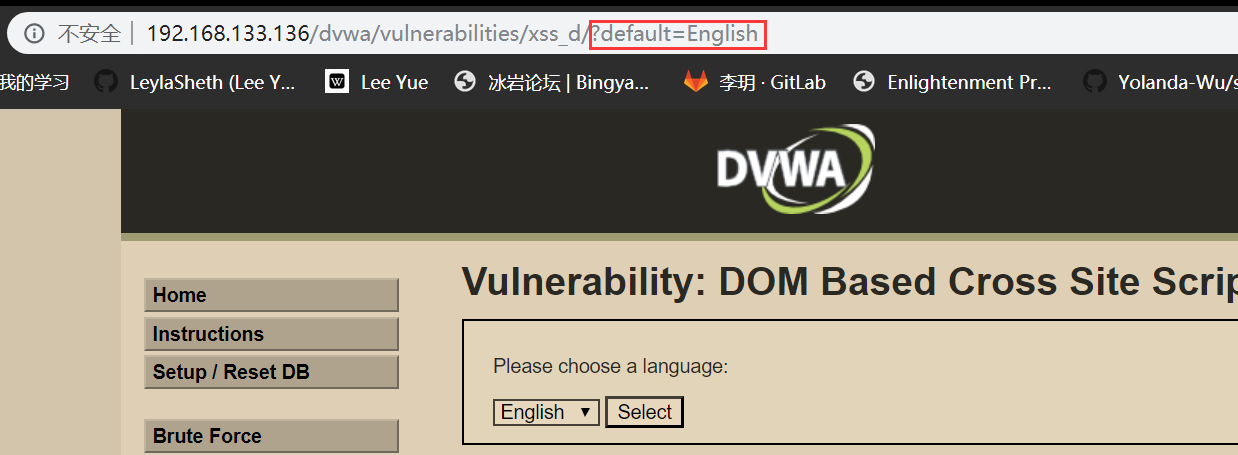 不安全 192.168.133.136/dvwa/vulnerabilities/xss_d/?default=English
我的学习 LeylaSheth (Lee Y... W Lee Yue 冰岩论坛 | Bingya... 李玥 · GitLab Enlightenment Pr... Yolanda-Wu/s
DVWA
Vulnerability: DOM Based Cross Site Scrip
Home
Instructions
Setup / Reset DB
Brute Force
Please choose a language:
English Select